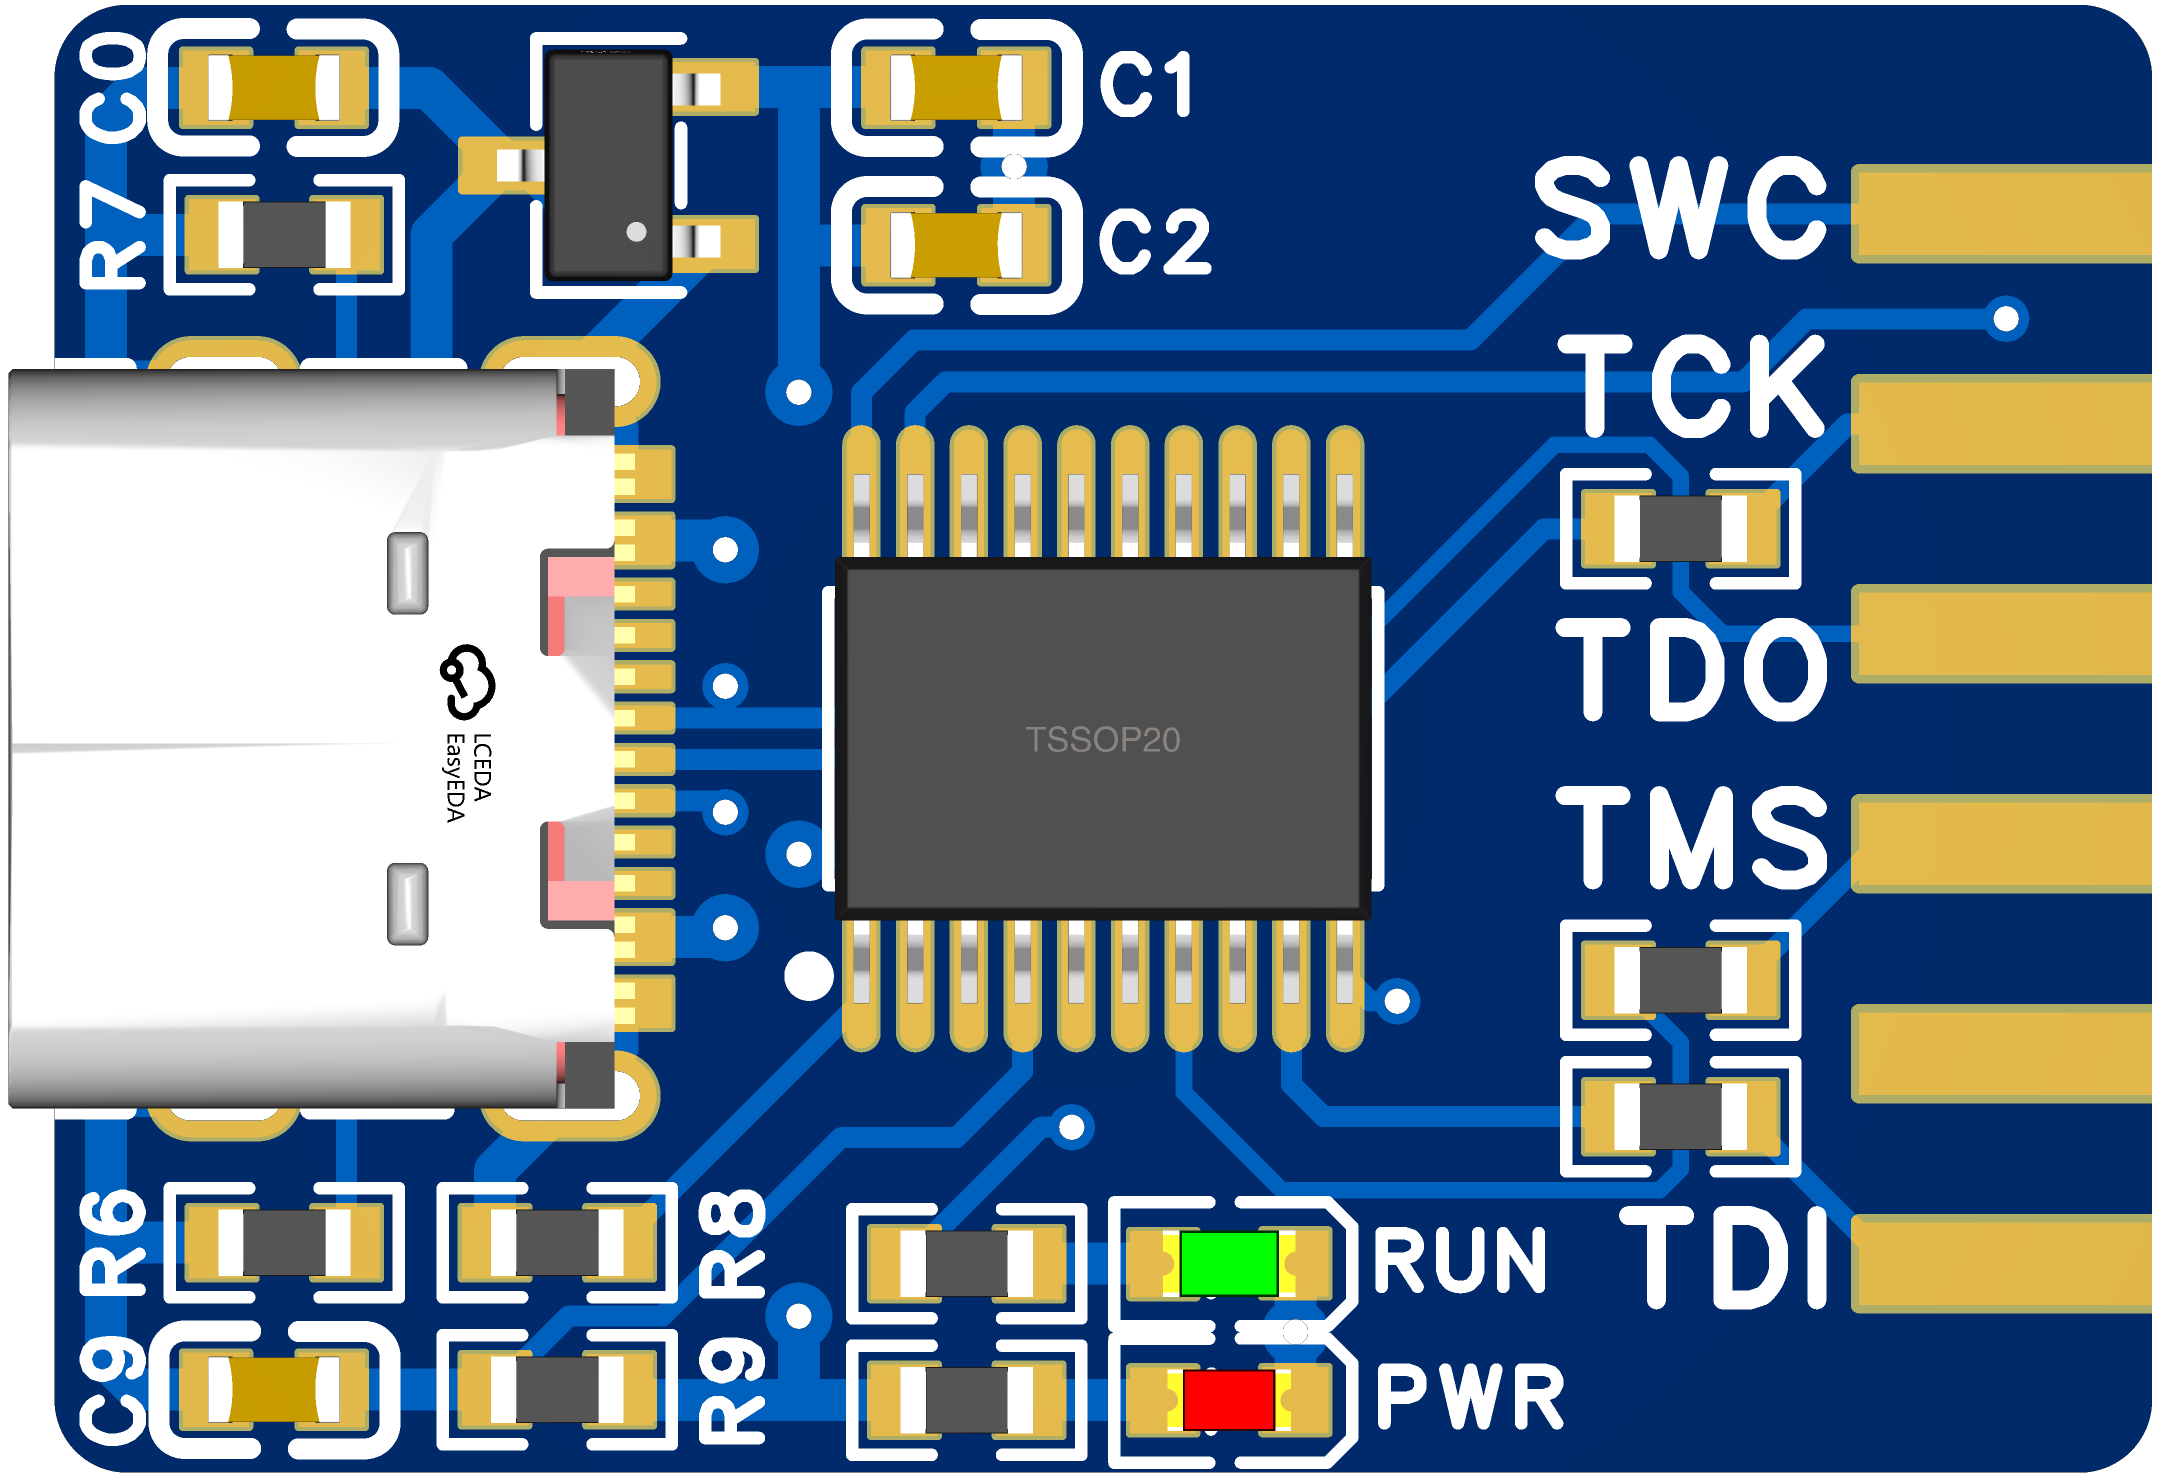 C0
C1
R7
C2
SWC
TCK
TDO
LCEDA
EasyEDA
TSSOP20
TMS
R6
R8
RUN
TDI
C9
R9
PWR